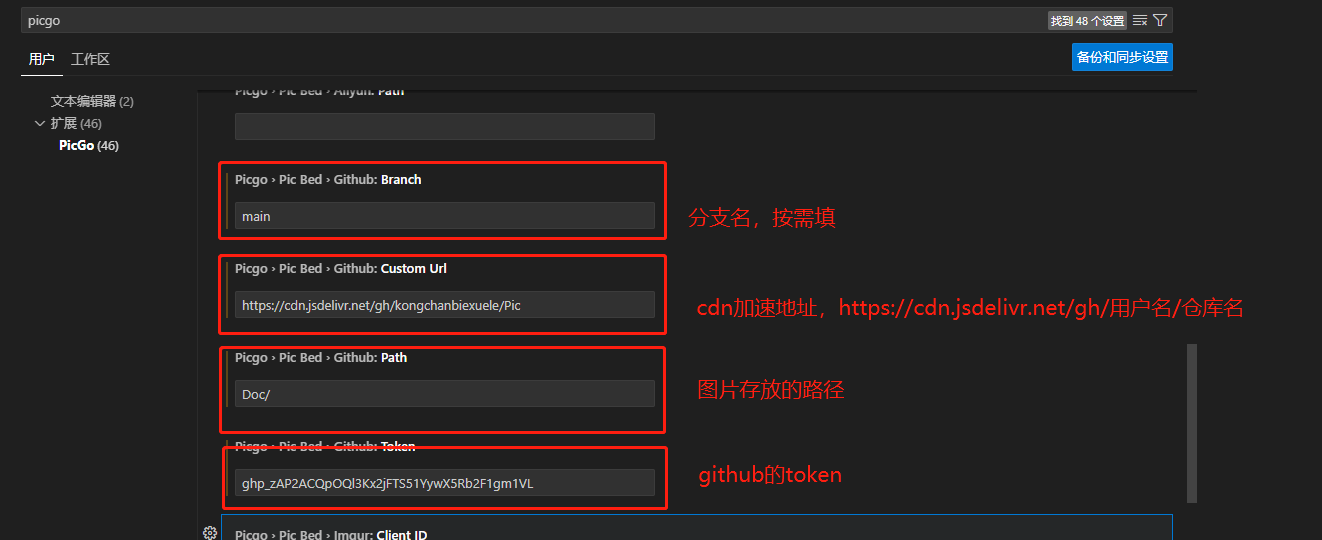 picgo
找到 48 个设置
用户 工作区
备份和同步设置
文本编辑器 (2)
扩展 (46)
PicGo (46)
Picgo › Pic Bed › Aliyun: Path
Picgo › Pic Bed › Github: Branch
main
分支名，按需填
Picgo › Pic Bed › Github: Custom Url
https://cdn.jsdelivr.net/gh/kongchanbiexuele/Pic
cdn加速地址，https://cdn.jsdelivr.net/gh/用户名/仓库名
Picgo › Pic Bed › Github: Path
Doc/
图片存放的路径
Picgo › Pic Bed › Github: Token
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
github的token
Picgo › Pic Bed › Imgur: Client ID